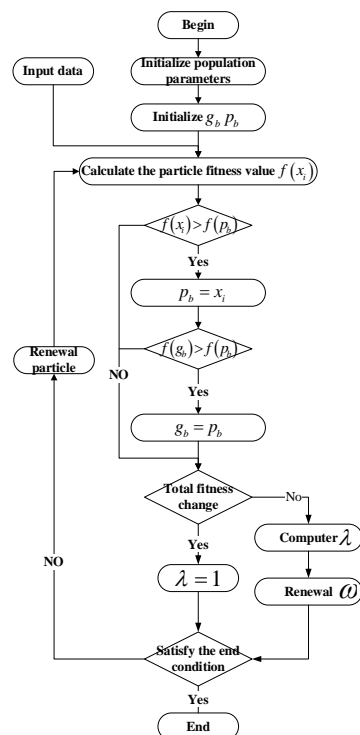 Begin
Input data
Initialize population
parameters
Initialize g_b p_b
Calculate the particle fitness value f(x_i)
f(x_i)>f(p_b)
Yes
p_b = x_i
f(g_b)>f(p_b)
Renewal
particle
NO
Yes
g_b = p_b
Total fitness
change
No
Computer λ
NO
Yes
λ = 1
Renewal ω
Satisfy the end
condition
Yes
End